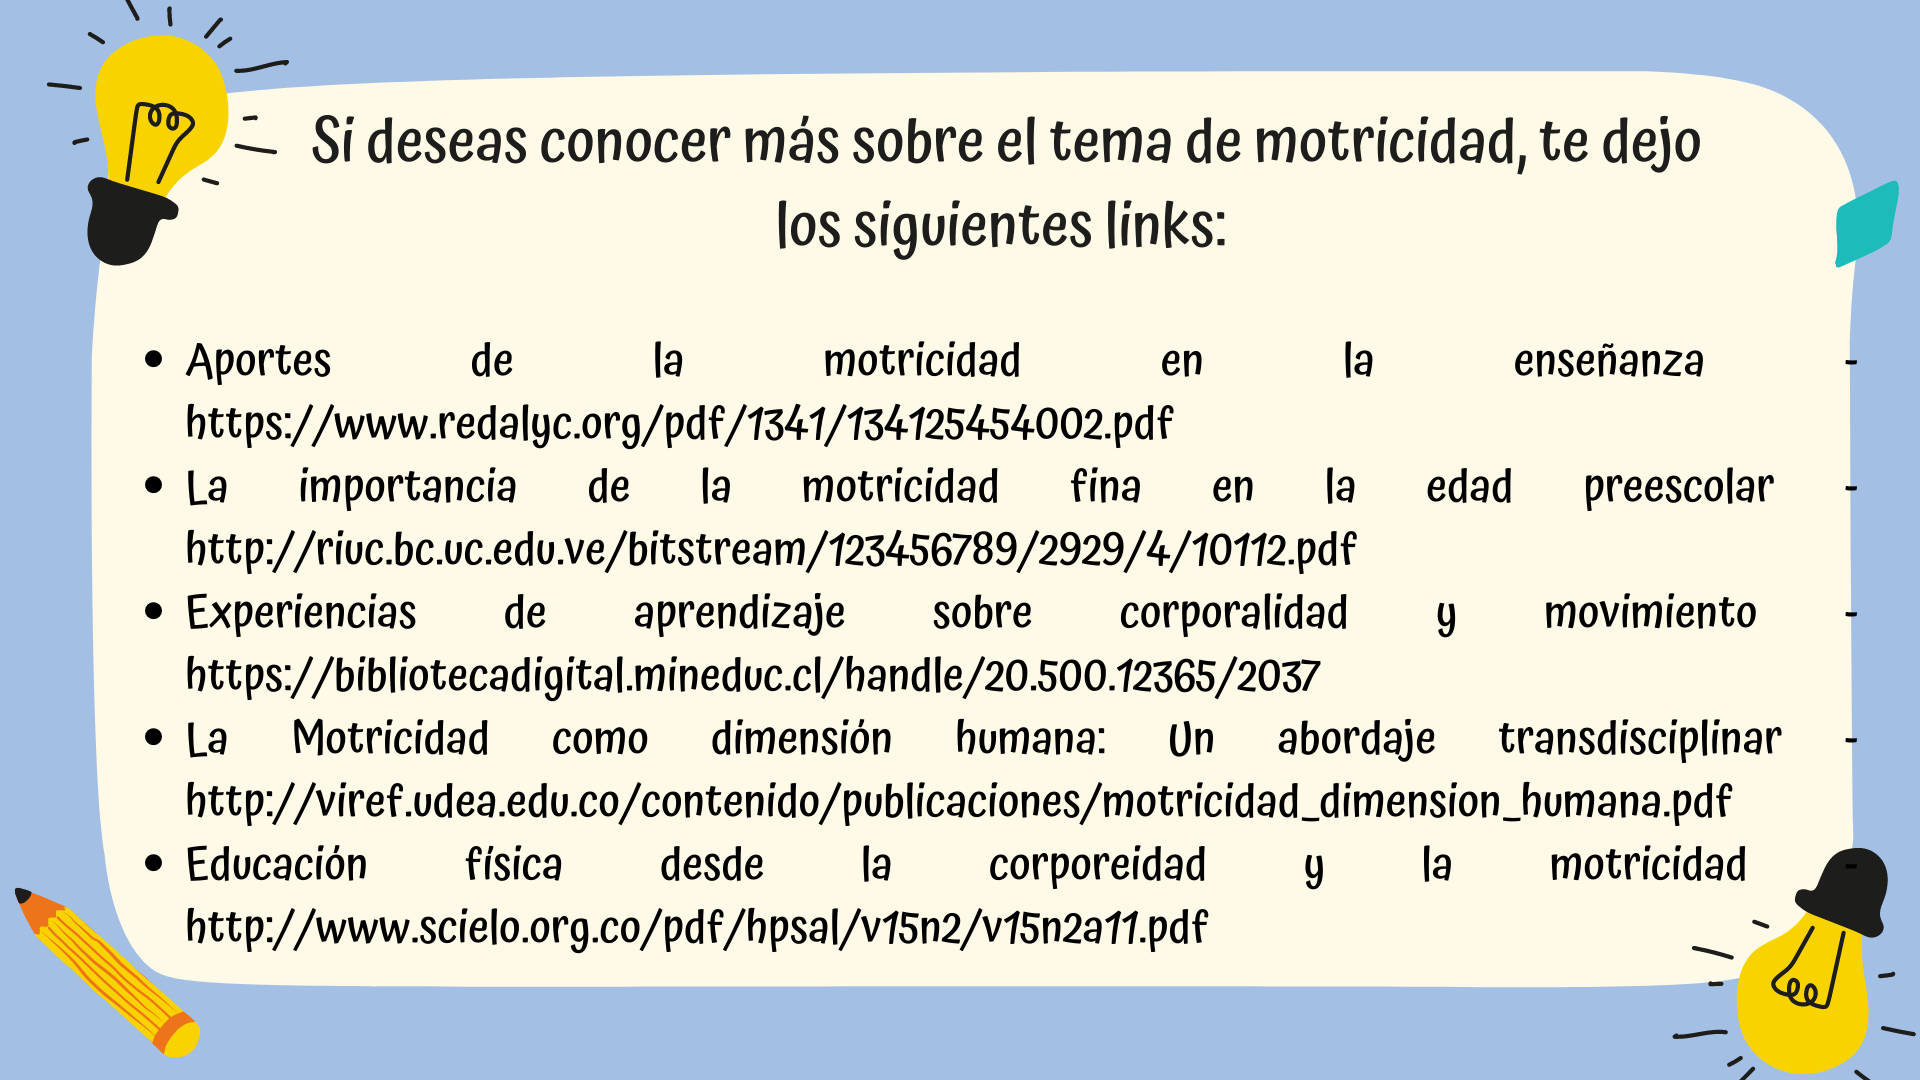 Si deseas conocer más sobre el tema de motricidad, te dejo
los siguientes links:
• Aportes de la motricidad en la enseñanza -
https://www.redalyc.org/pdf/1341/134125454002.pdf
• La importancia de la motricidad fina en la edad preescolar -
http://riuc.bc.uc.edu.ve/bitstream/123456789/2929/4/10112.pdf
• Experiencias de aprendizaje sobre corporalidad y movimiento -
https://bibliotecadigital.mineduc.cl/handle/20.500.12365/2037
• La Motricidad como dimensión humana: Un abordaje transdisciplinar -
http://viref.udea.edu.co/contenido/publicaciones/motricidad_dimension_humana.pdf
• Educación física desde la corporeidad y la motricidad -
http://www.scielo.org.co/pdf/hpsal/v15n2/v15n2a11.pdf